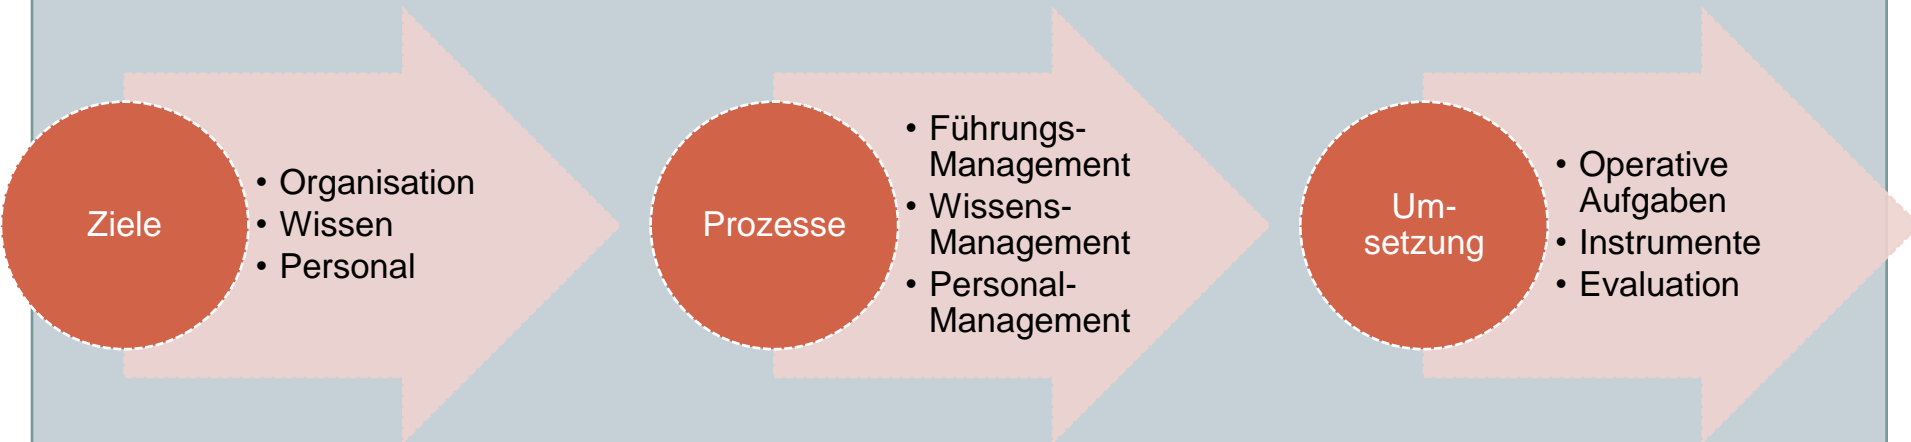 Ziele
• Organisation
• Wissen
• Personal
Prozesse
• Führungs-
Management
• Wissens-
Management
• Personal-
Management
Um-
setzung
• Operative
Aufgaben
• Instrumente
• Evaluation